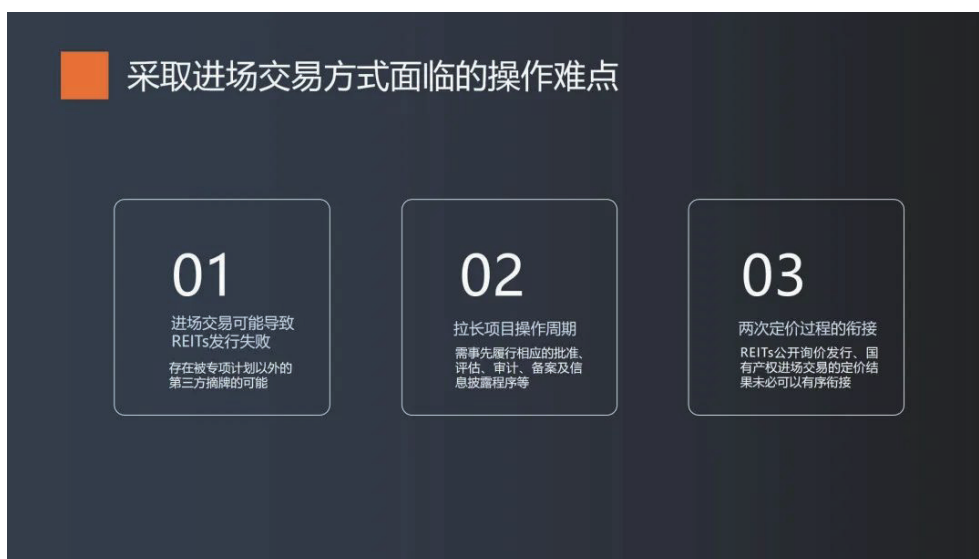 采取进场交易方式面临的操作难点
01
进场交易可能导致
REITs发行失败
存在被专项计划以外的
第三方摘牌的可能
02
拉长项目操作周期
需事先履行相应的批准、
评估、审计、备案及信
息披露程序等
03
两次定价过程的衔接
REITs公开询价发行、国
有产权进场交易的定价结
果未必可以有序衔接